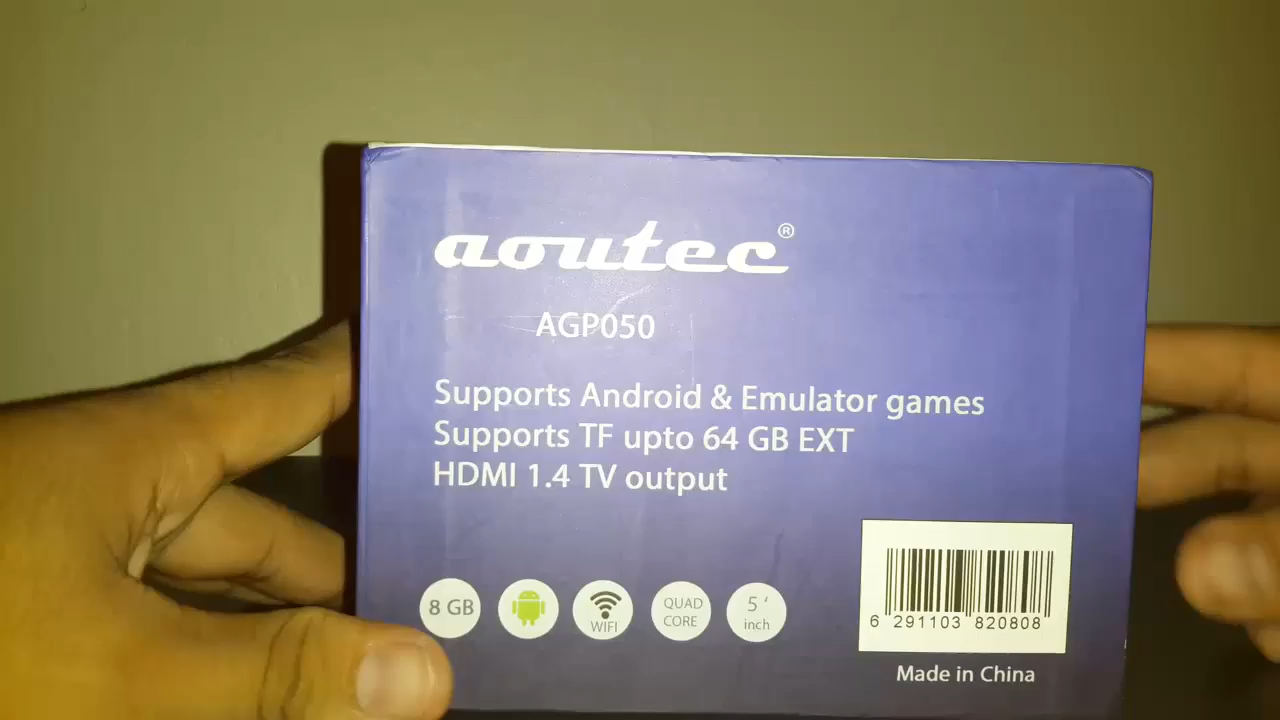 aoutec®
AGP050
Supports Android & Emulator games
Supports TF upto 64 GB EXT
HDMI 1.4 TV output
8 GB
WIFI
QUAD
CORE
5 '
inch
6 291103 820808
Made in China